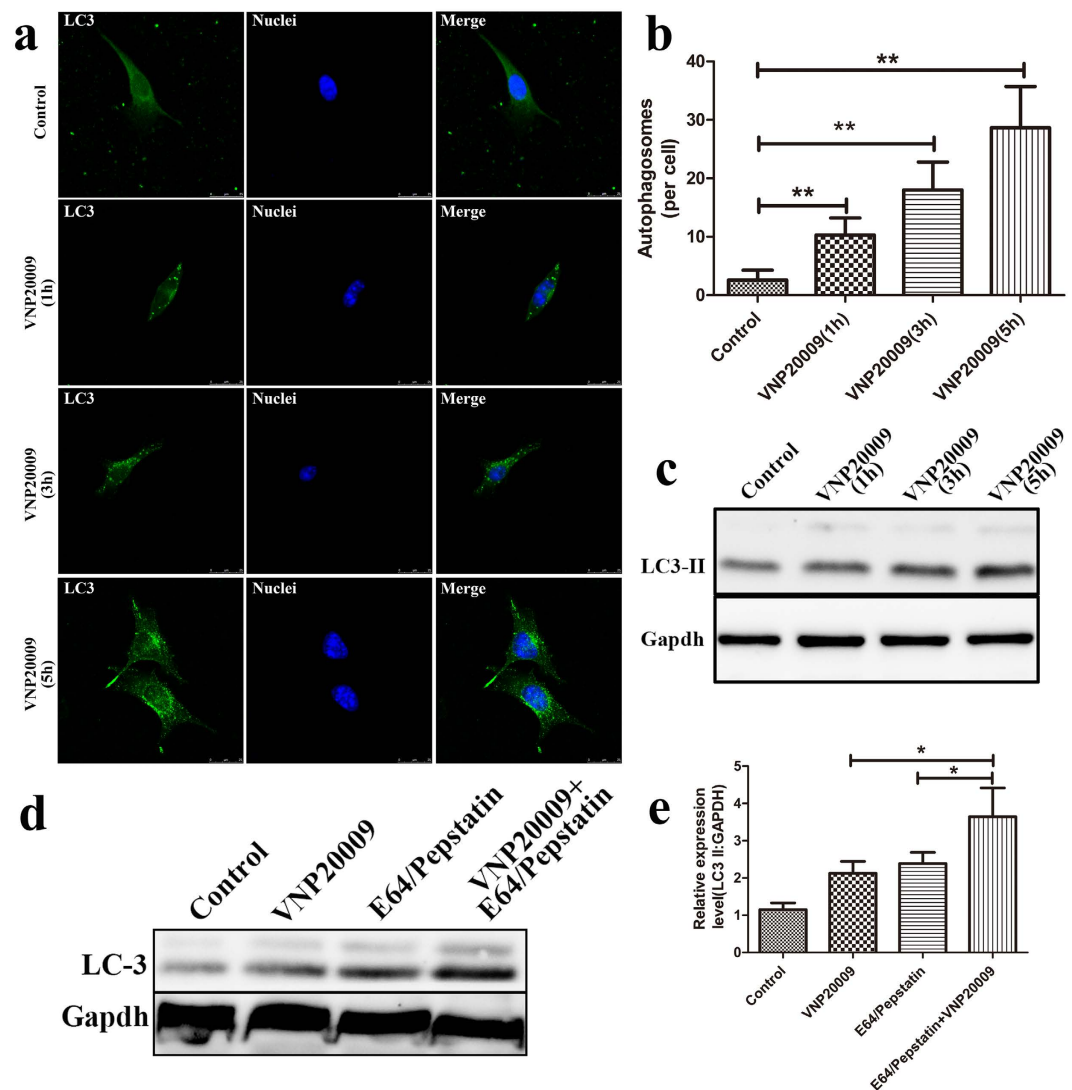 a
LC3
Nuclei
Merge
Control
LC3
Nuclei
Merge
VNP20009
(1h)
LC3
Nuclei
Merge
VNP20009
(3h)
LC3
Nuclei
Merge
VNP20009
(5h)
b
Autophagosomes
(per cell)
40
30
20
10
0
**
**
**
Control
VNP20009(1h)
VNP20009(3h)
VNP20009(5h)
c
Control
VNP20009
(1h)
VNP20009
(3h)
VNP20009
(5h)
LC3-II
Gapdh
d
Control
VNP20009
E64/Pepstatin
VNP20009+
E64/Pepstatin
LC-3
Gapdh
e
Relative expression
level(LC3 II:GAPDH)
5
4
3
2
1
0
*
*
Control
VNP20009
E64/Pepstatin
E64/Pepstatin+VNP20009